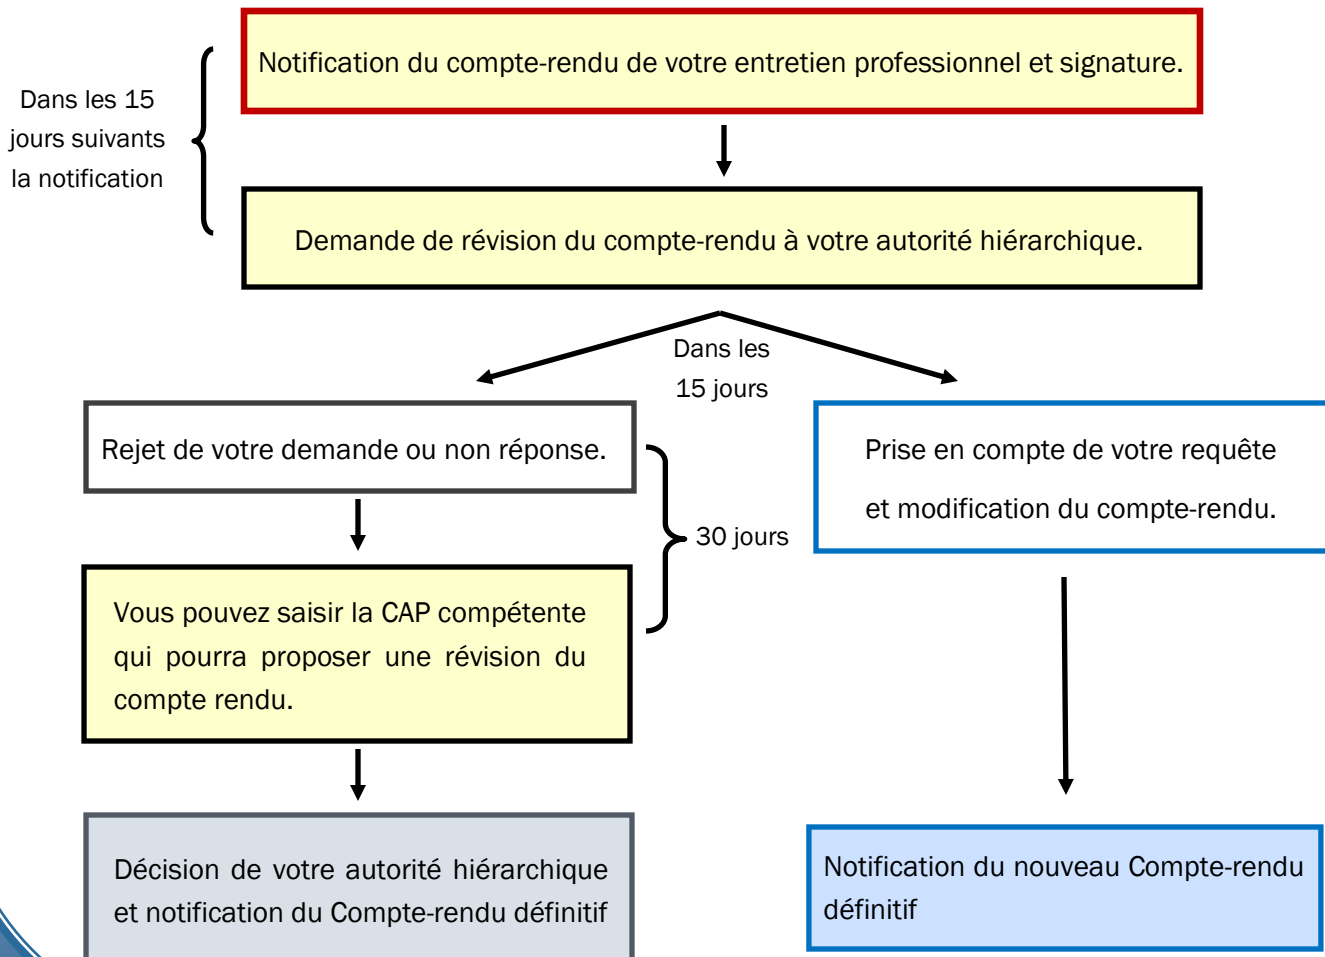 Notification du compte-rendu de votre entretien professionnel et signature.
Dans les 15
jours suivants
la notification
Demande de révision du compte-rendu à votre autorité hiérarchique.
Dans les
15 jours
Rejet de votre demande ou non réponse.
Prise en compte de votre requête
et modification du compte-rendu.
30 jours
Vous pouvez saisir la CAP compétente
qui pourra proposer une révision du
compte rendu.
Décision de votre autorité hiérarchique
et notification du Compte-rendu définitif
Notification du nouveau Compte-rendu
définitif